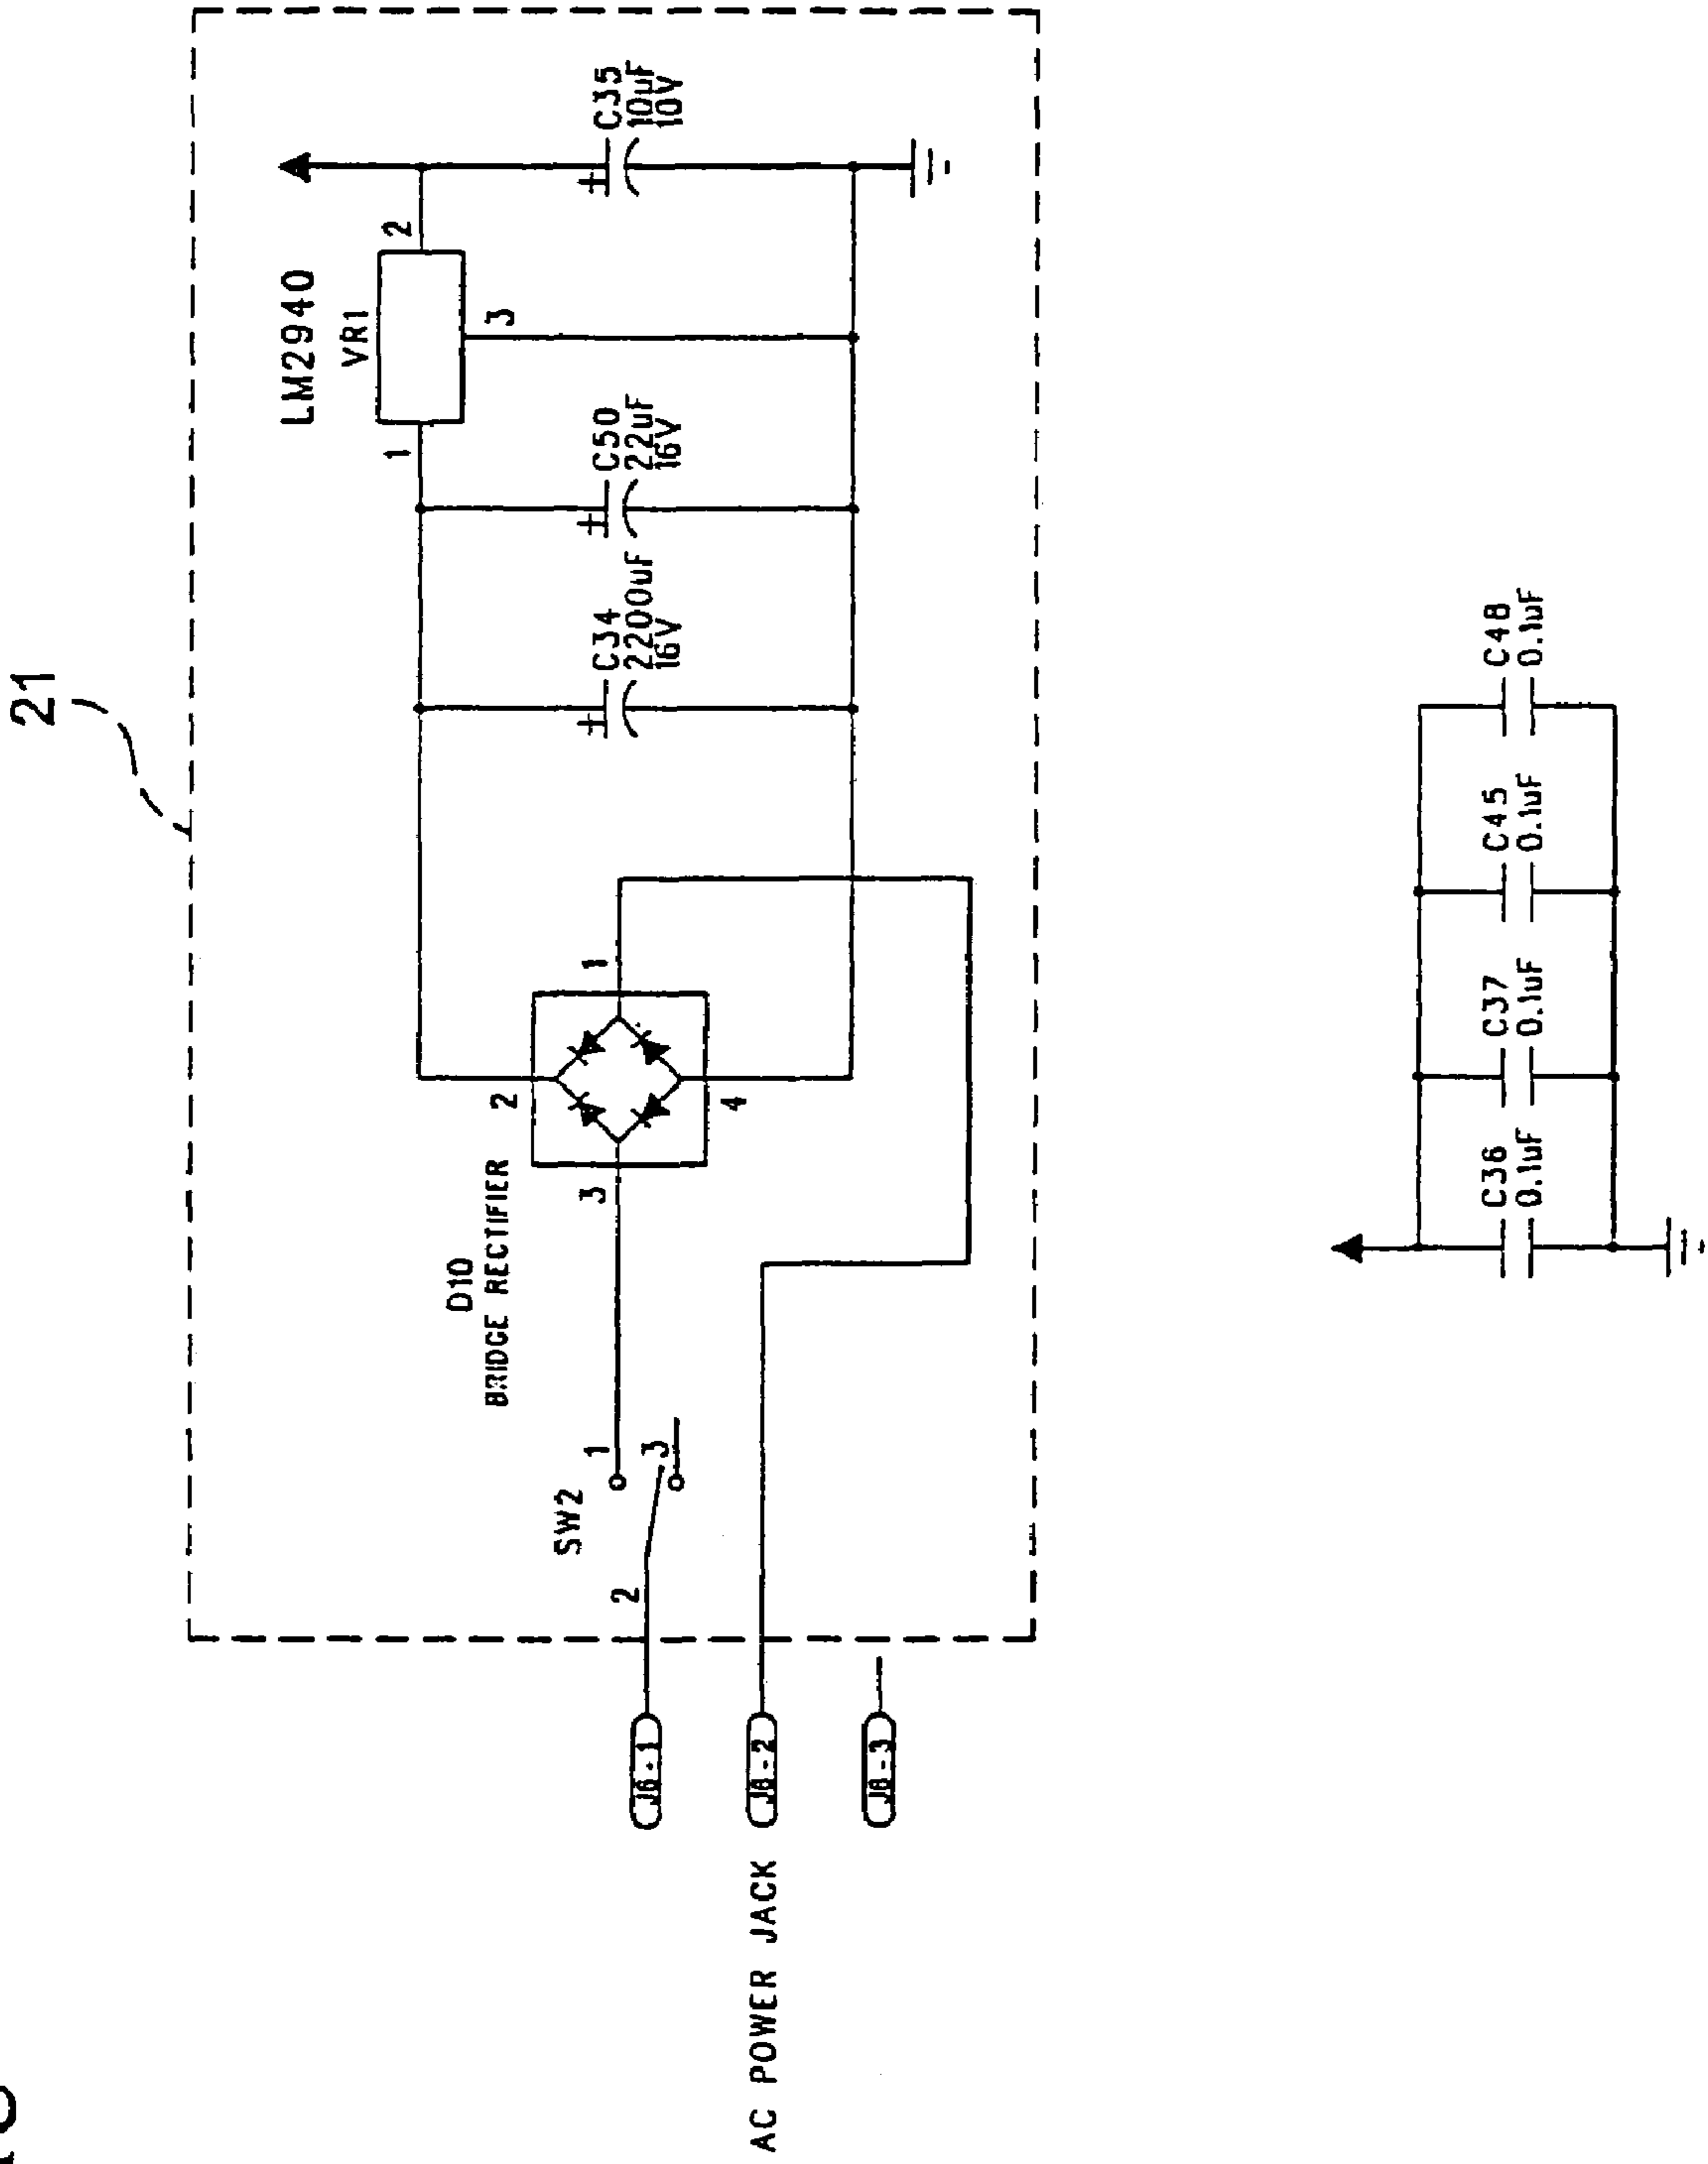 21
LM2940
VR1
1
2
3
C35
10uF
10V
C50
22uF
16V
C34
2200uF
16V
D10
BRIDGE RECTIFIER
1
2
3
4
SW2
1
2
3
J6-1
AC POWER JACK
J6-2
J6-3
C36
0.1uF
C37
0.1uF
C45
0.1uF
C48
0.1uF